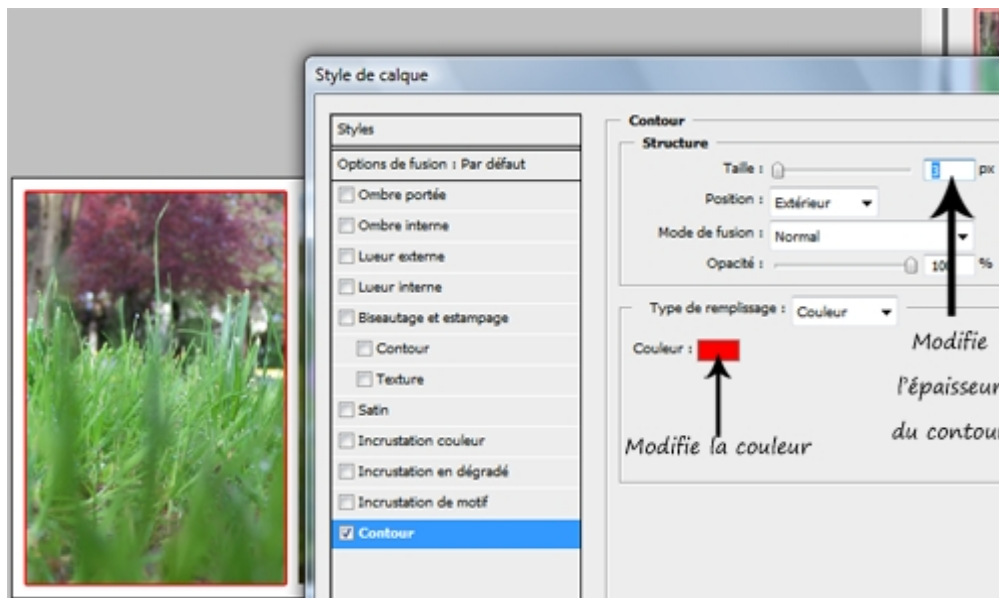 Style de calque
Styles
Options de fusion : Par défaut
Ombre portée
Ombre interne
Lueur externe
Lueur interne
Biseautage et estampage
Contour
Texture
Satin
Incrustation couleur
Incrustation en dégradé
Incrustation de motif
Contour
Contour
Structure
Taille : 3 px
Position : Extérieur
Mode de fusion : Normal
Opacité : %
Type de remplissage : Couleur
Couleur :
Modifie
l'épaisseur
du contour
Modifie la couleur